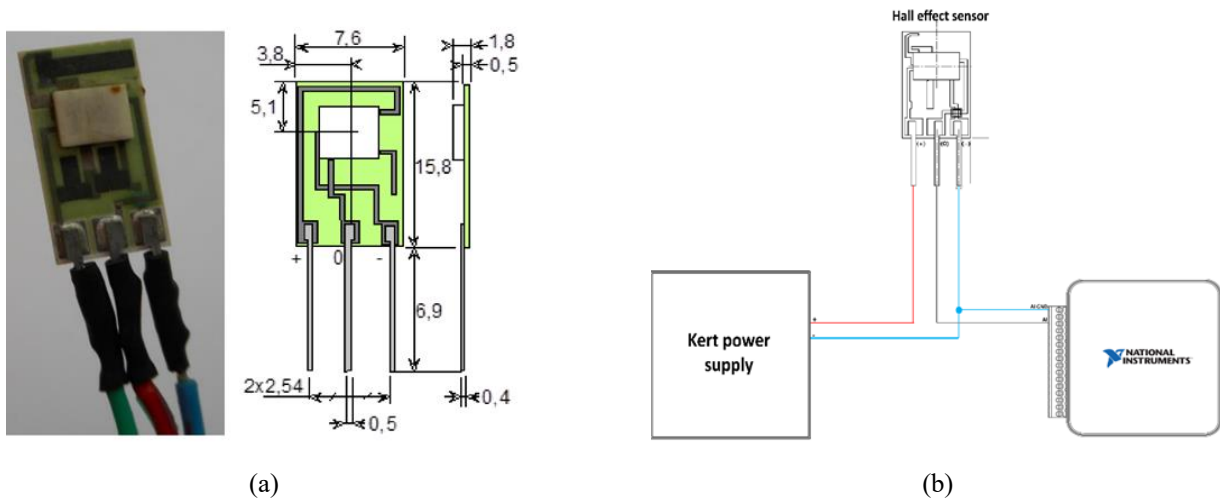 Hall effect sensor
7,6
3,8
1,8
0,5
5,1
15,8
+ 0 -
6,9
2x2,54
0,5
0,4
(+) (O) (-)
Kert power
supply
+
-
AI GND
AI
NATIONAL
INSTRUMENTS
(a)
(b)